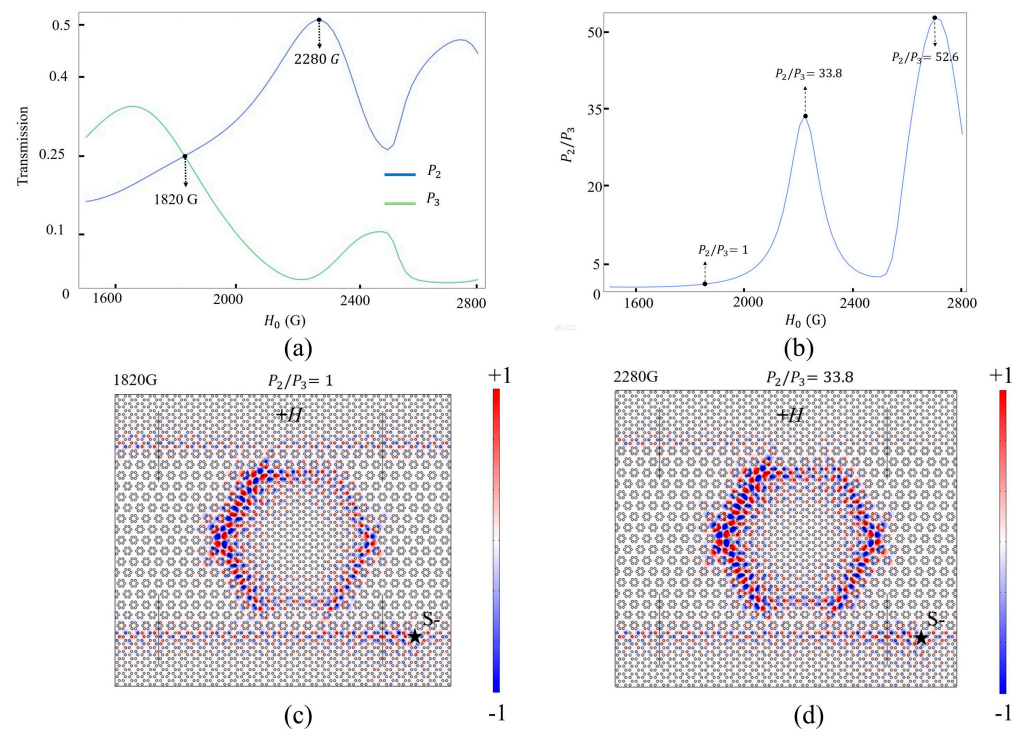 0.5
0.4
0.25
0.1
0
Transmission
2280 G
1820 G
P2
P3
1600
2000
2400
2800
H0 (G)
(a)
50
35
20
5
0
P2/P3
P2/P3 = 33.8
P2/P3 = 52.6
P2/P3 = 1
1600
2000
2400
2800
H0 (G)
(b)
1820G
P2/P3 = 1
+1
+H
S-
-1
(c)
2280G
P2/P3 = 33.8
+1
+H
S-
-1
(d)